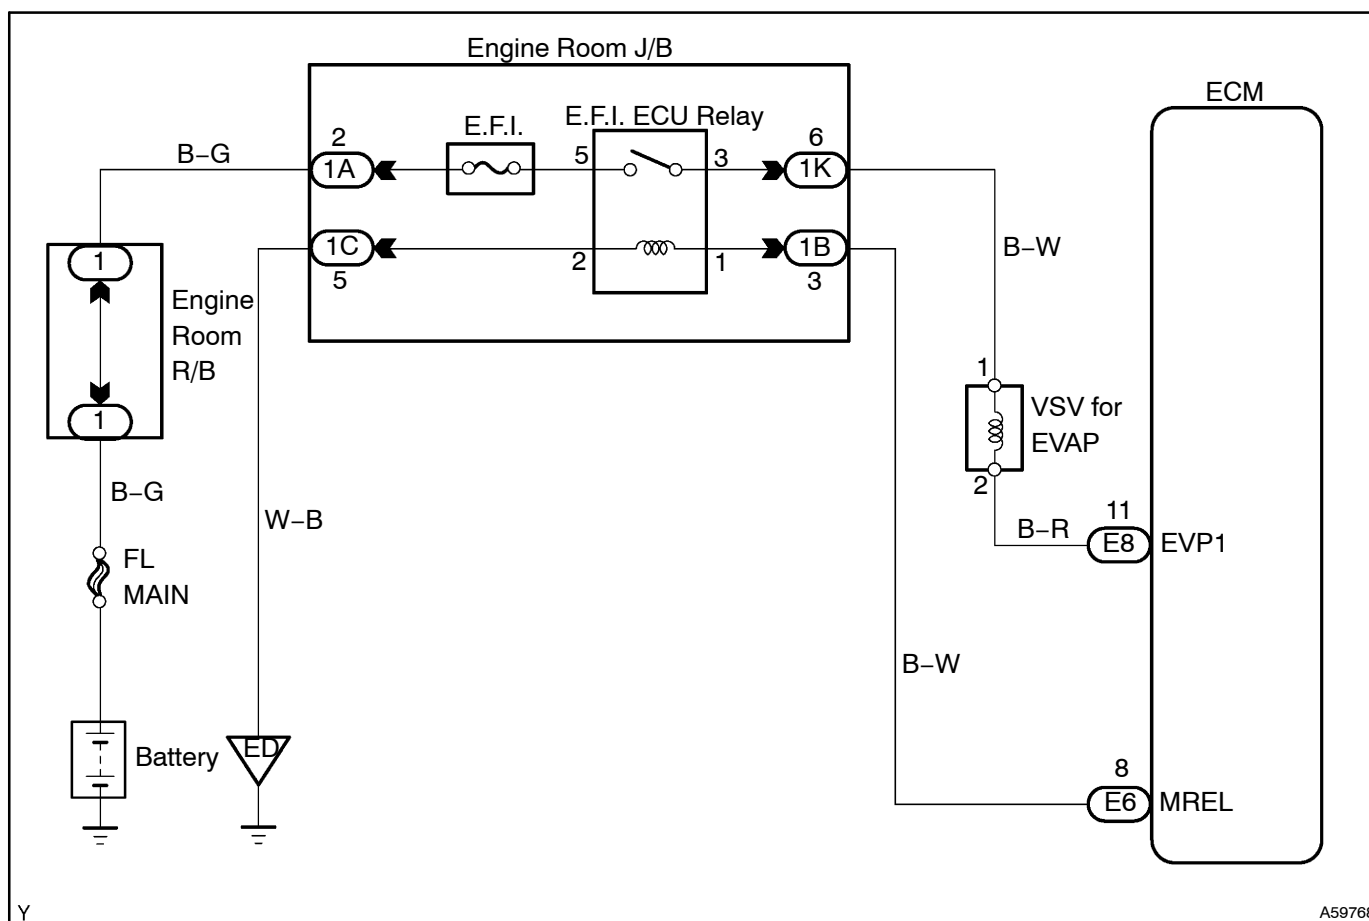 Engine Room J/B
ECM
E.F.I. ECU Relay
E.F.I.
2
6
B–G
5
3
1A
1K
1C
1B
2
1
5
3
B–W
1
Engine
Room
R/B
1
1
VSV for
EVAP
2
B–G
W–B
11
B–R
E8
EVP1
FL
MAIN
B–W
Battery
ED
8
E6
MREL
Y
A59768